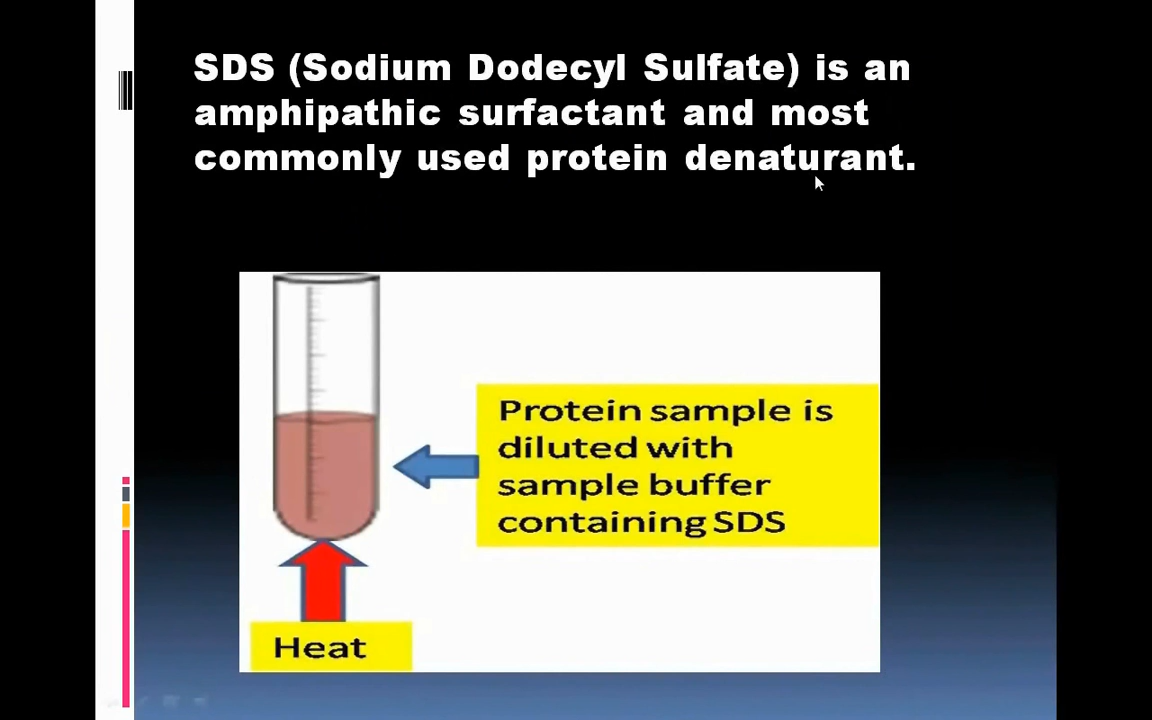 SDS (Sodium Dodecyl Sulfate) is an
amphipathic surfactant and most
commonly used protein denaturant.
Protein sample is
diluted with
sample buffer
containing SDS
Heat